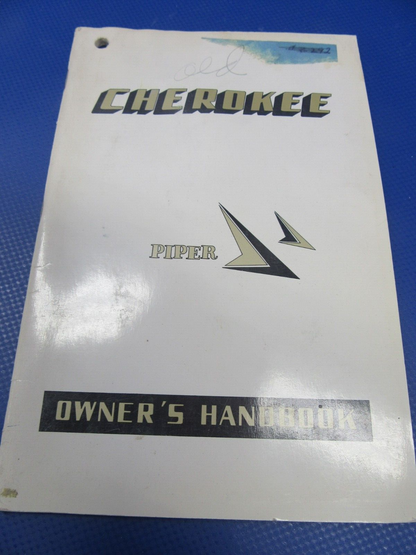 old
CHEROKEE
PIPER
OWNER'S HANDBOOK